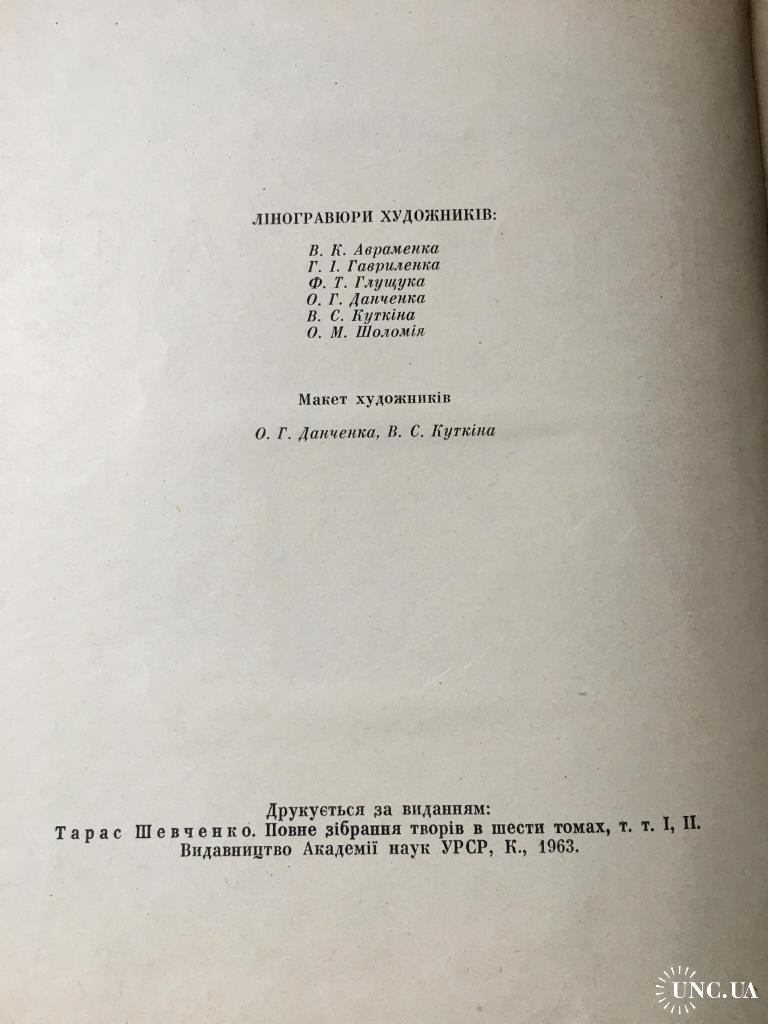 ЛІНОГРАВЮРИ ХУДОЖНИКІВ:
В. К. Авраменка
Г. І. Гавриленка
Ф. Т. Глущука
О. Г. Данченка
В. С. Куткіна
О. М. Шоломія
Макет художників
О. Г. Данченка, В. С. Куткіна
Друкується за виданням:
Тарас Шевченко. Повне зібрання творів в шести томах, т. т. І, ІІ.
Видавництво Академії наук УРСР, К., 1963.
UNC.UA